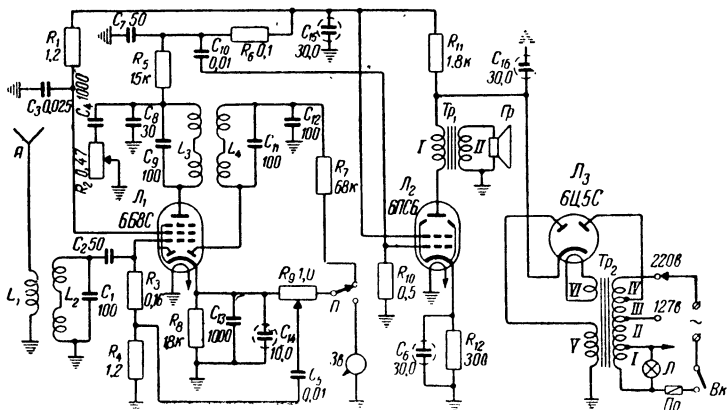 C7 50
R1
1,2
C3 0,025
C4
1000
A
R2 0,47
R5
15к
C10
0,01
R6 0,1
C15
30,0
C8
30
C9
100
L3
L4
C11
100
C12
100
R7
68к
Л1
6Б8С
C2 50
L1
L2
C1
100
R3
R4
1,2
R8
C13
1000
C14
10,0
R9 1,0
П
C5
0,01
Зв
R10
0,5
Л2
6П6С
C6
30,0
R12
300
R11
1.8к
Тр1
I
II
Гр
C16
30,0
Л3
6Ц5С
Тр2
VI
V
IV
III
II
I
220в
127в
~
Л
Пр
Вк